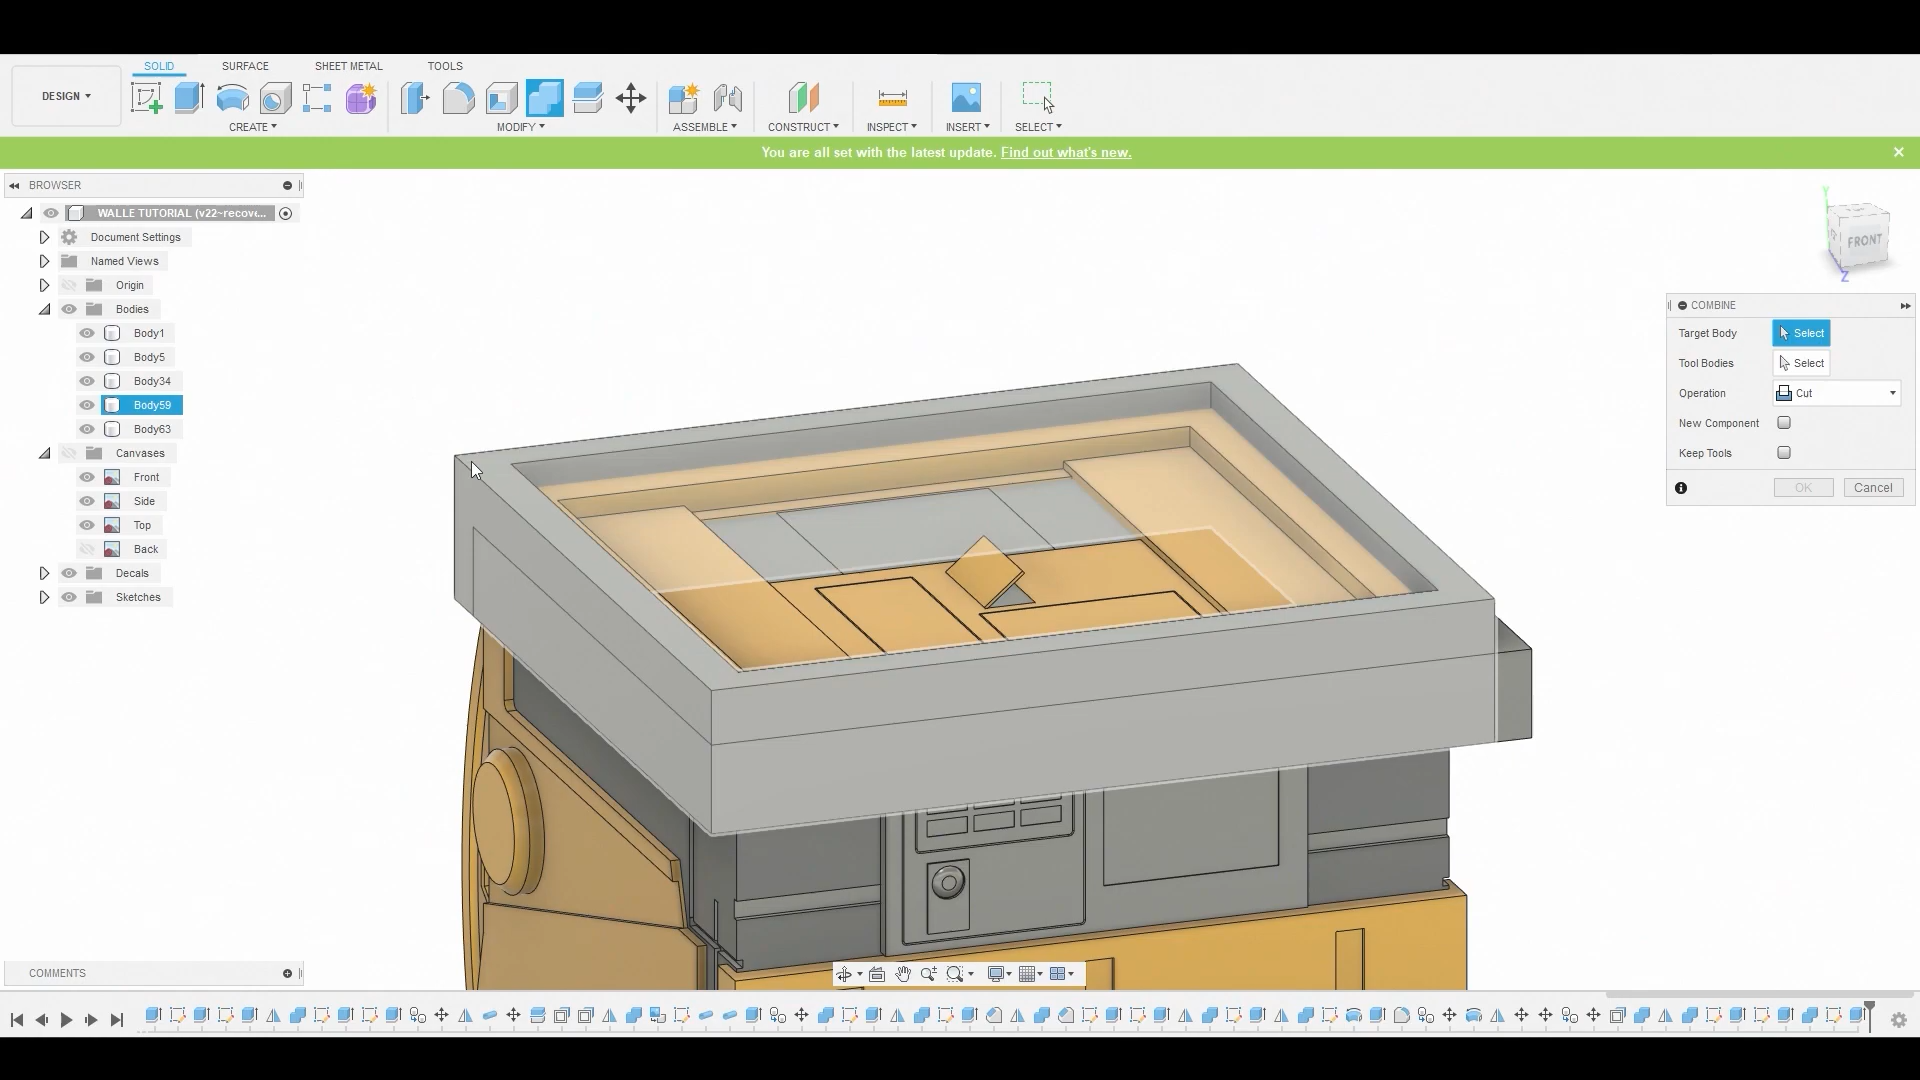 SOLID SURFACE SHEET METAL TOOLS
DESIGN
CREATE MODIFY ASSEMBLE CONSTRUCT INSPECT INSERT SELECT
You are all set with the latest update. Find out what's new.
BROWSER
WALLE TUTORIAL (v22~recov...
Document Settings
Named Views
Origin
Bodies
Body1
Body5
Body34
Body59
Body63
Canvases
Front
Side
Top
Back
Decals
Sketches
Y
FRONT
Z
COMBINE
Target Body Select
Tool Bodies Select
Operation Cut
New Component
Keep Tools
OK Cancel
COMMENTS